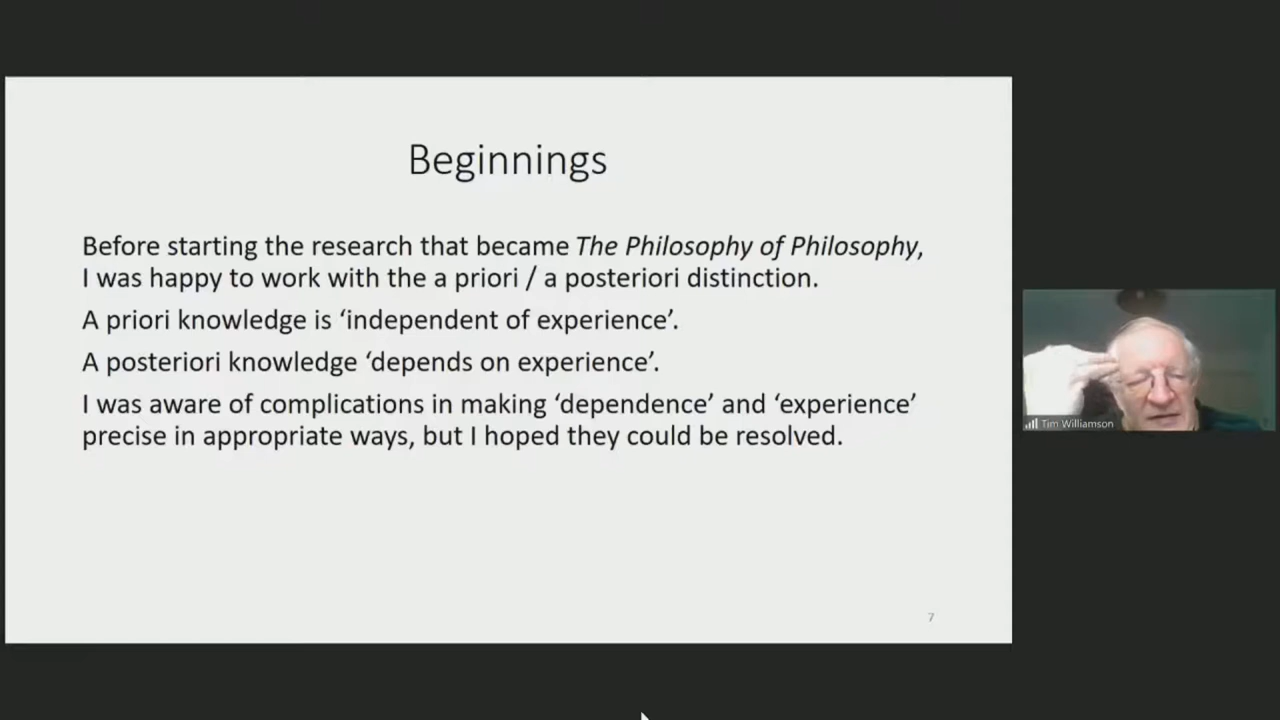 Beginnings
Before starting the research that became The Philosophy of Philosophy,
I was happy to work with the a priori / a posteriori distinction.
A priori knowledge is ‘independent of experience’.
A posteriori knowledge ‘depends on experience’.
I was aware of complications in making ‘dependence’ and ‘experience’
precise in appropriate ways, but I hoped they could be resolved.
7
Tim Williamson